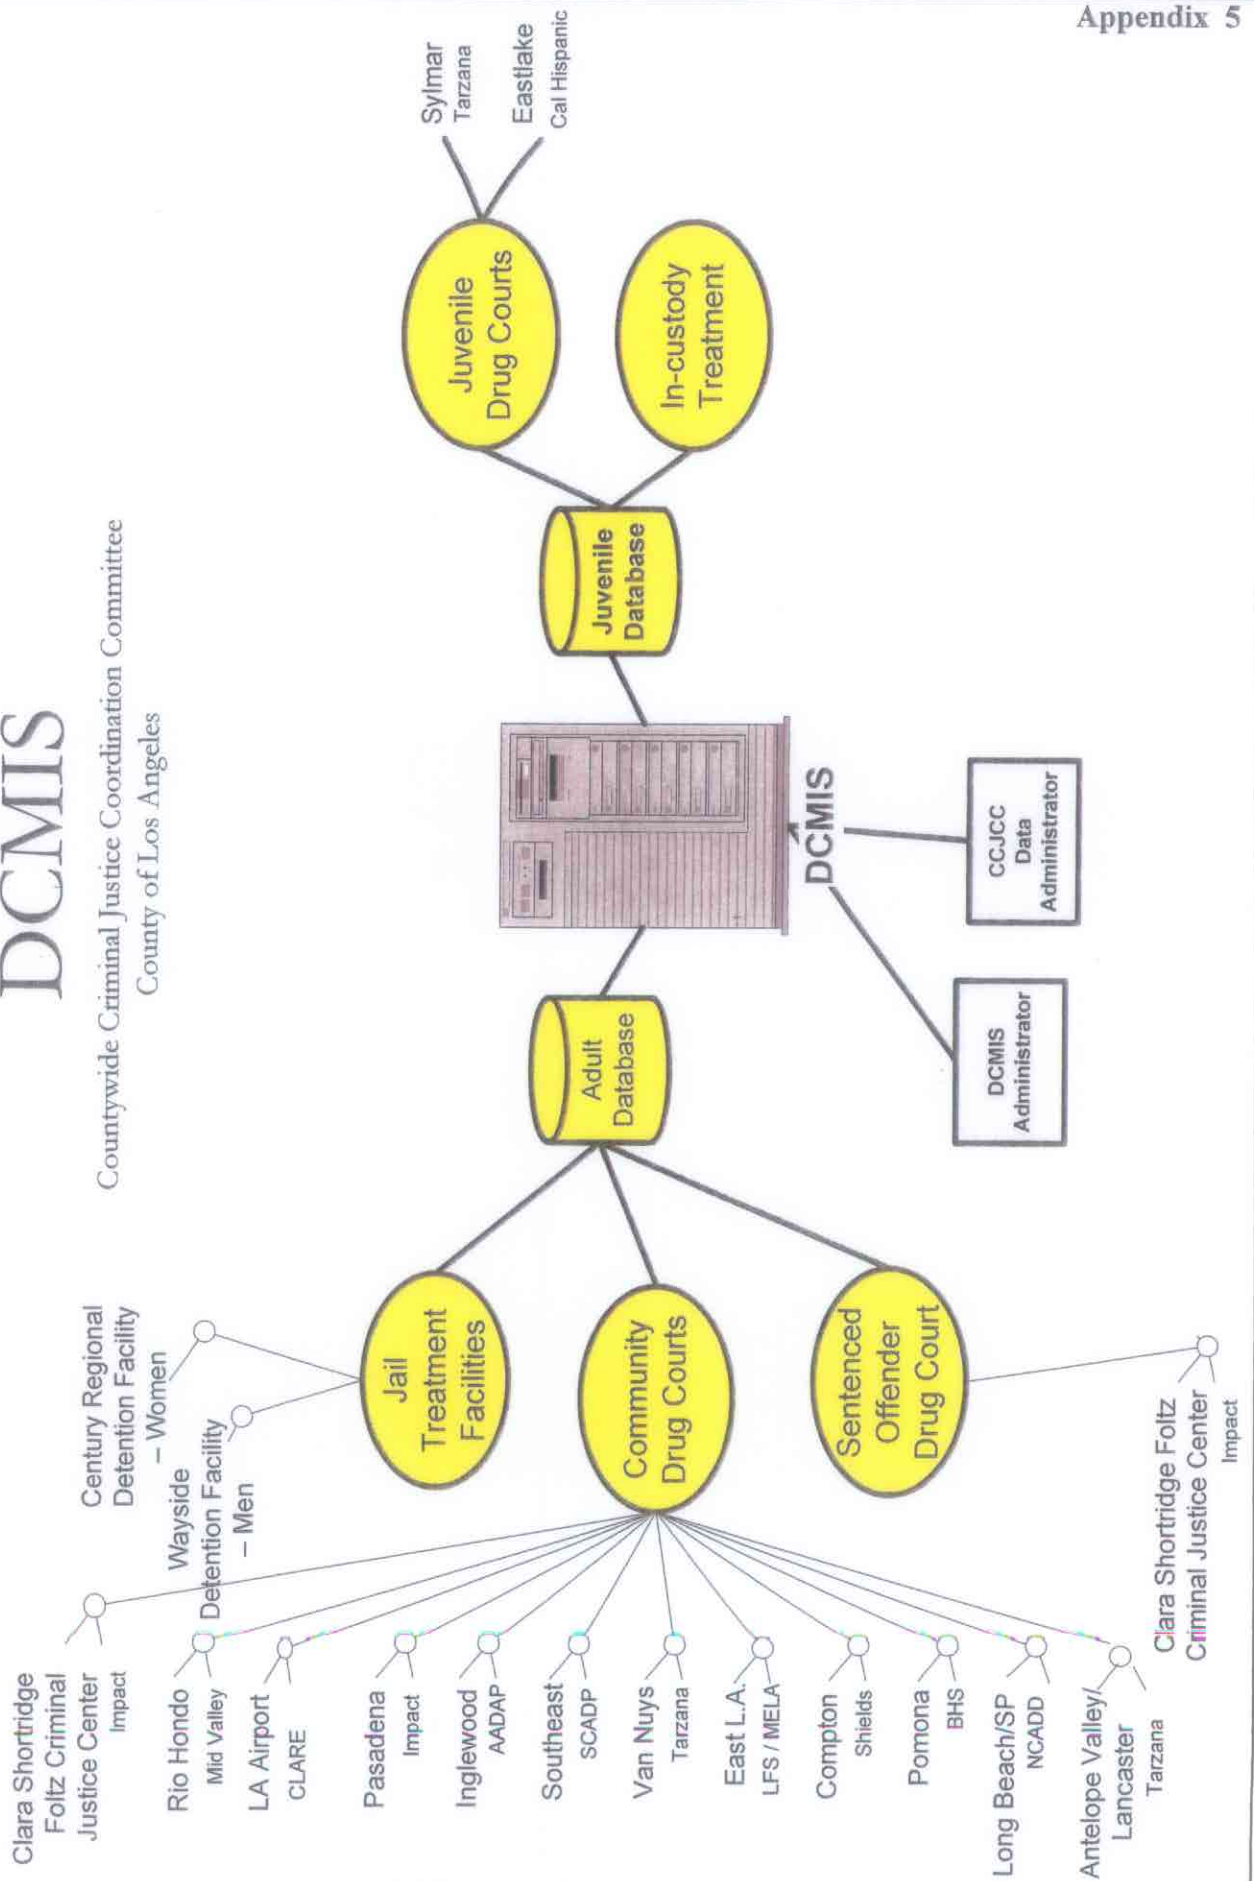 Appendix 5
DCMIS
Countywide Criminal Justice Coordination Committee
County of Los Angeles
Clara Shortridge
Foltz Criminal
Justice Center
Impact
Rio Hondo
Mid Valley
LA Airport
CLARE
Pasadena
Impact
Inglewood
AADAP
Southeast
SCADP
Van Nuys
Tarzana
East L.A.
LFS / MELA
Compton
Shields
Pomona
BHS
Long Beach/SP
NCADD
Antelope Valley/
Lancaster
Tarzana
Century Regional
Detention Facility
– Women
Wayside
Detention Facility
– Men
Clara Shortridge Foltz
Criminal Justice Center
Impact
Jail
Treatment
Facilities
Community
Drug Courts
Sentenced
Offender
Drug Court
Adult
Database
DCMIS
DCMIS
Administrator
CCJCC
Data
Administrator
Juvenile
Database
Juvenile
Drug Courts
In-custody
Treatment
Sylmar
Tarzana
Eastlake
Cal Hispanic